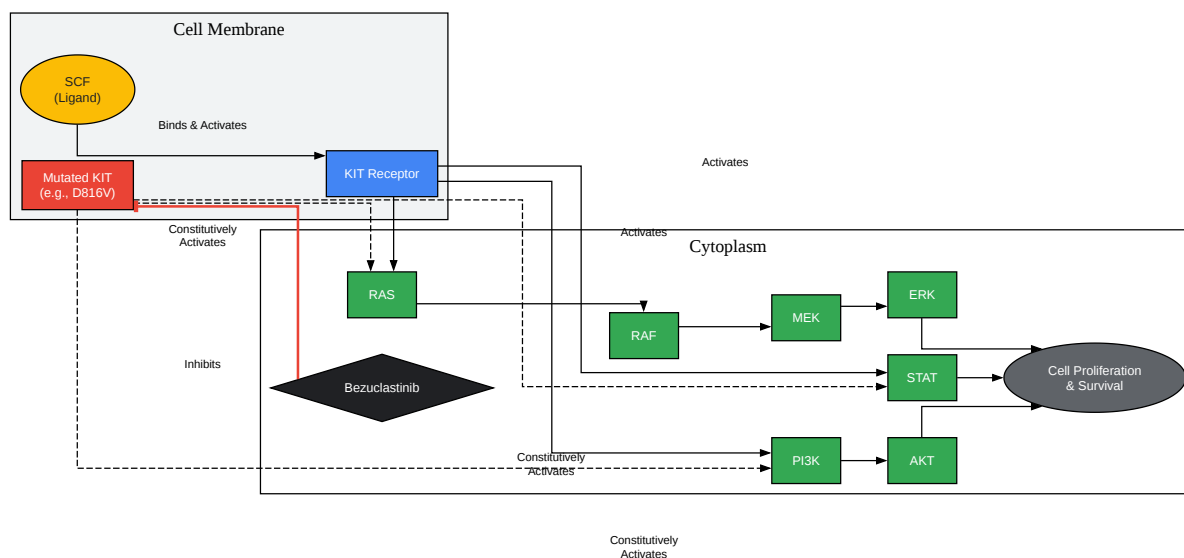 Cell Membrane
SCF
(Ligand)
Binds & Activates
Mutated KIT
(e.g., D816V)
KIT Receptor
Activates
Constitutively
Activates
Activates
Cytoplasm
RAS
RAF
MEK
ERK
Inhibits
Bezuclastinib
STAT
Cell Proliferation
& Survival
Constitutively
Activates
PI3K
AKT
Constitutively
Activates